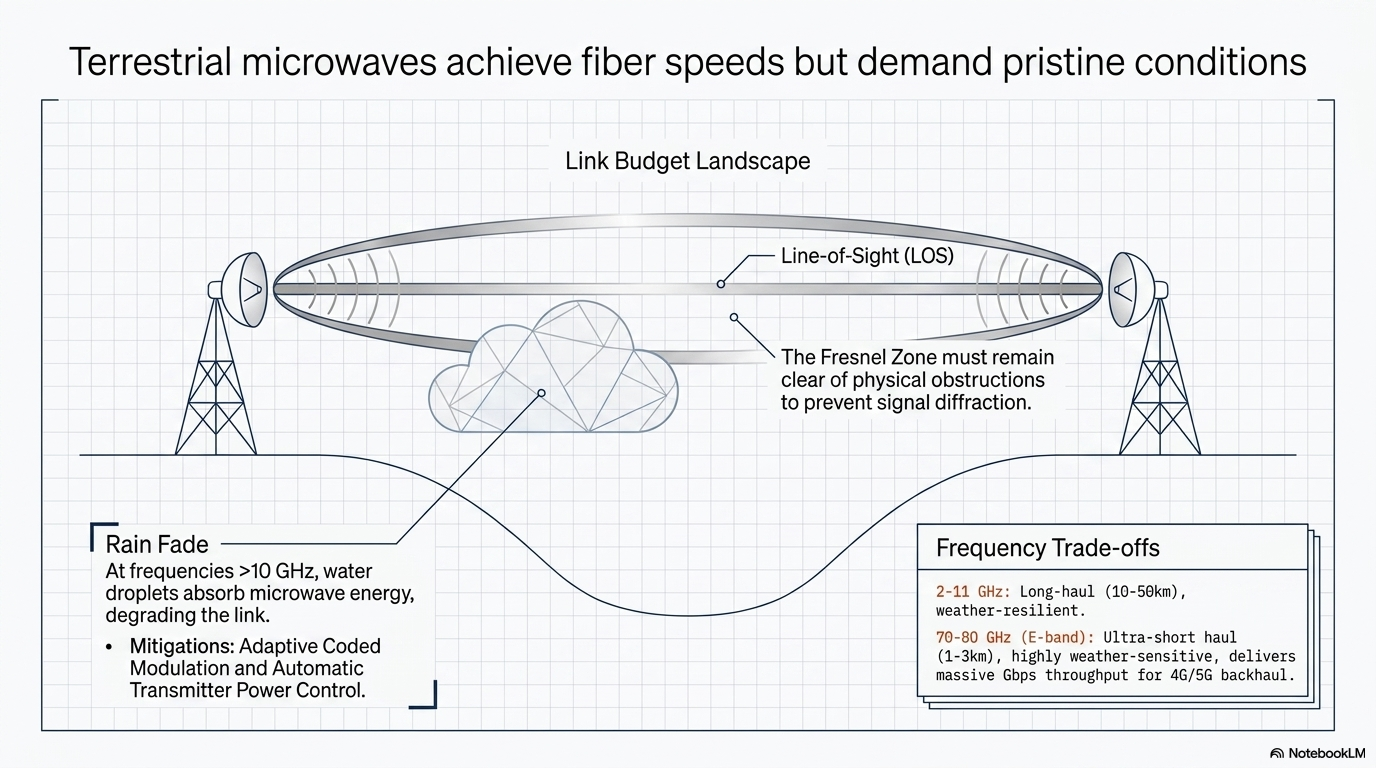 Terrestrial microwaves achieve fiber speeds but demand pristine conditions
Link Budget Landscape
Line-of-Sight (LOS)
The Fresnel Zone must remain
clear of physical obstructions
to prevent signal diffraction.
Rain Fade
At frequencies >10 GHz, water
droplets absorb microwave energy,
degrading the link.
• Mitigations: Adaptive Coded
Modulation and Automatic
Transmitter Power Control.
Frequency Trade-offs
2-11 GHz: Long-haul (10-50km),
weather-resilient.
70-80 GHz (E-band): Ultra-short haul
(1-3km), highly weather-sensitive, delivers
massive Gbps throughput for 4G/5G backhaul.
NotebookLM